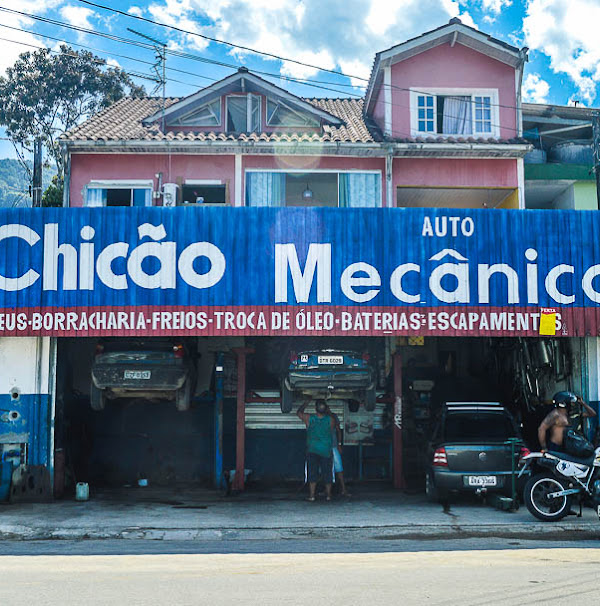 AUTO
Chicão Mecânica
EUS-BORRACHARIA-FREIOS-TROCA DE ÓLEO-BATERIAS-ESCAPAMENTOS